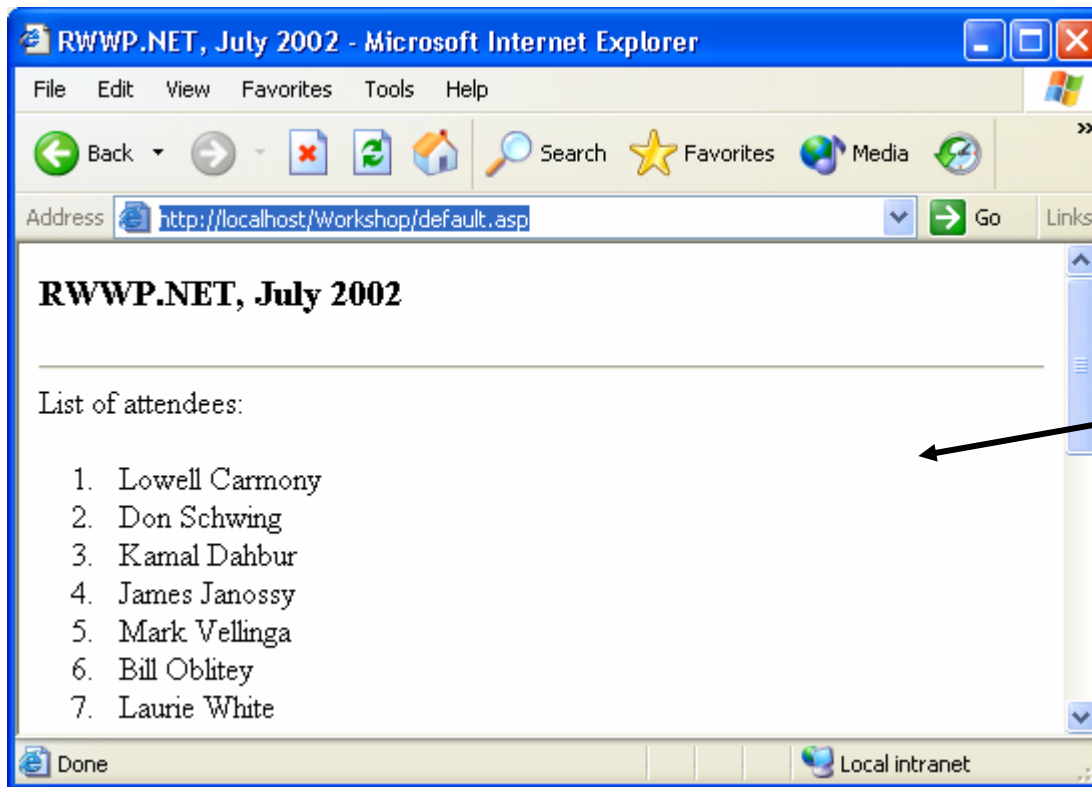 RWWP.NET, July 2002 - Microsoft Internet Explorer
File Edit View Favorites Tools Help
Back Search Favorites Media »
Address http://localhost/Workshop/default.asp Go Links
RWWP.NET, July 2002
List of attendees:
1. Lowell Carmony
2. Don Schwing
3. Kamal Dahbur
4. James Janossy
5. Mark Vellinga
6. Bill Oblitey
7. Laurie White
Done Local intranet